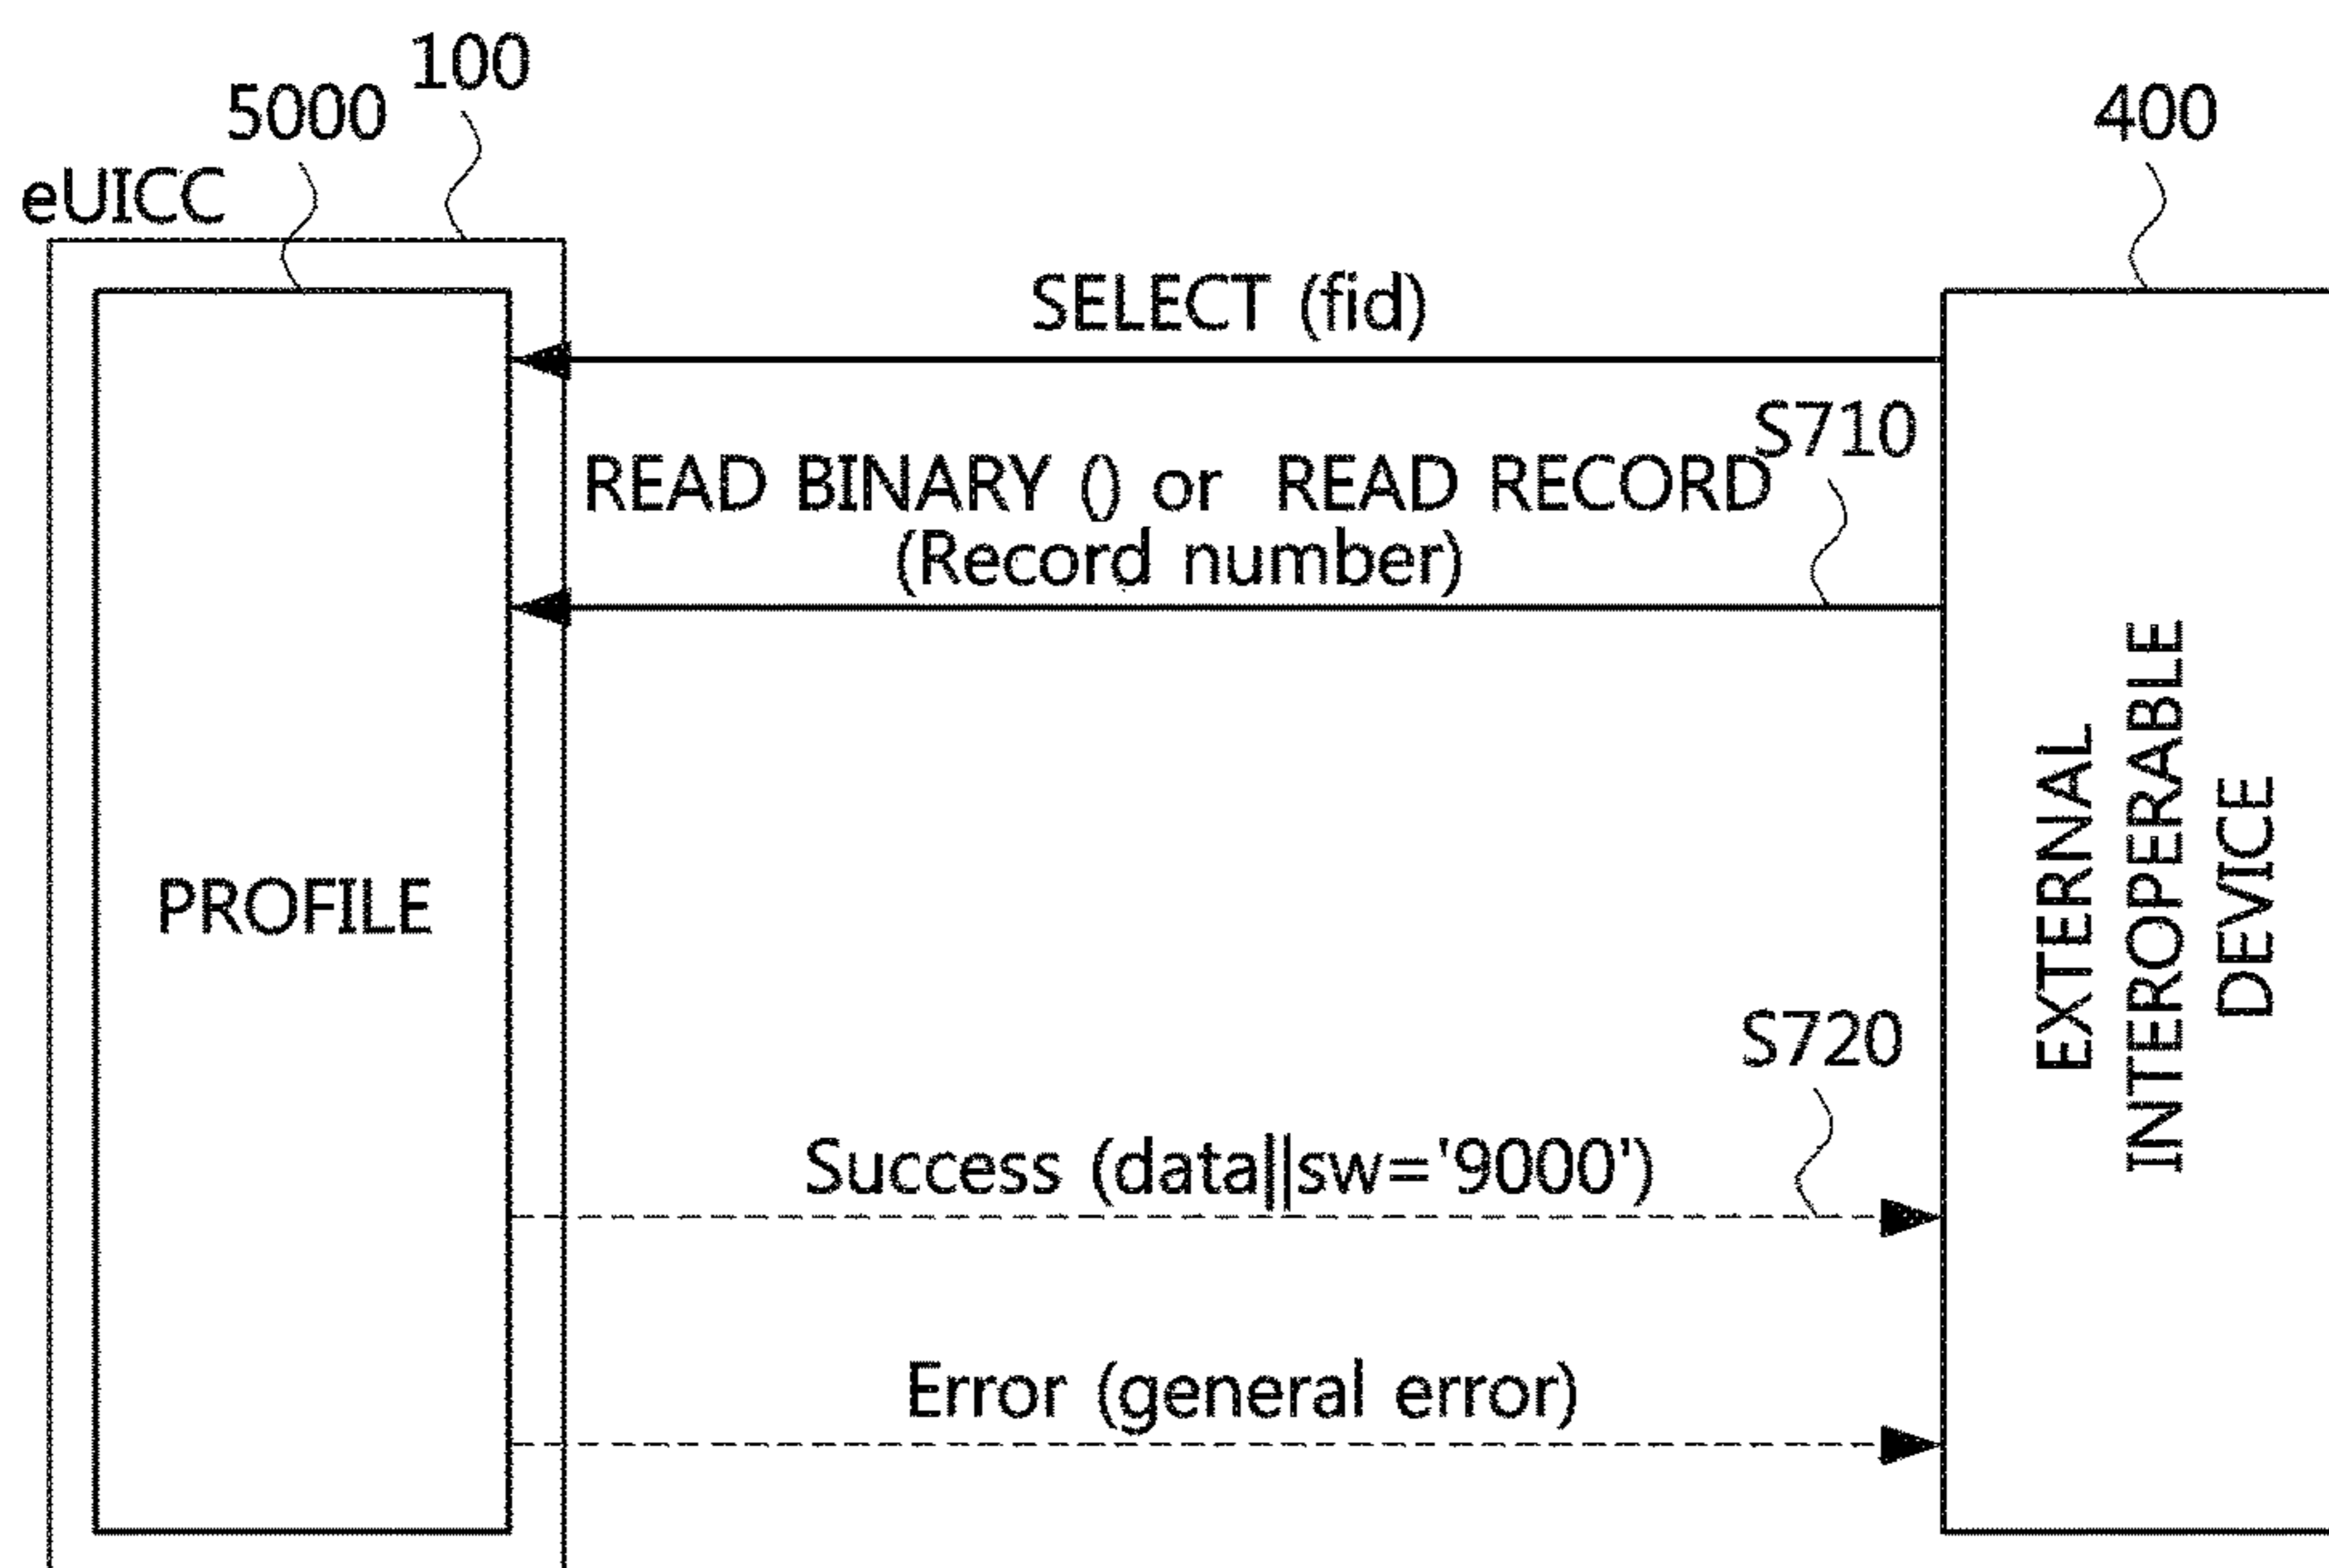 100
5000
400
eUICC
SELECT (fid)
S710
READ BINARY () or READ RECORD
(Record number)
PROFILE
EXTERNAL
INTEROPERABLE
DEVICE
S720
Success (data||sw='9000')
Error (general error)